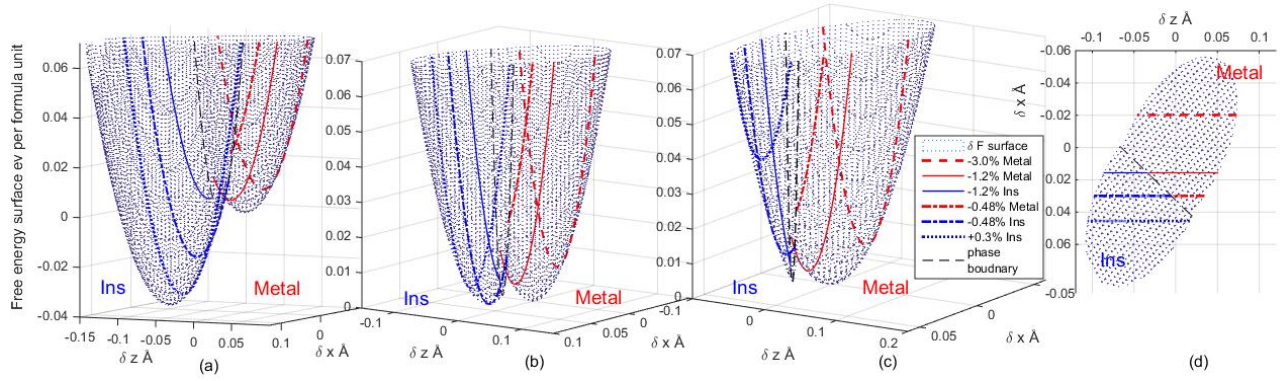 Free energy surface ev per formula unit
0.06
0.04
0.02
0
-0.02
-0.04
Ins
Metal
-0.15
-0.1
-0.05
0
0.05
0.1
0
δ z Å
δ x Å
(a)
0.07
0.06
0.05
0.04
0.03
0.02
0.01
0
Ins
Metal
-0.1
0
0.1
0.1
0.05
0
-0.1
δ z Å
δ x Å
(b)
0.07
0.06
0.05
0.04
0.03
0.02
0.01
0
Ins
Metal
0
0.1
0.2
0.05
0
-0.05
δ z Å
δ x Å
(c)
δ F surface
-3.0% Metal
-1.2% Metal
-1.2% Ins
-0.48% Metal
-0.48% Ins
+0.3% Ins
phase
boudnary
δ z Å
-0.1
-0.05
0
0.05
0.1
-0.06
-0.04
-0.02
0
0.02
0.04
0.06
δ x Å
Metal
Ins
(d)